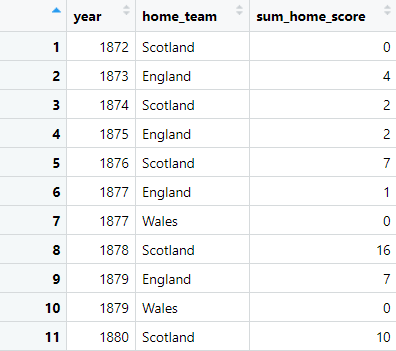 year home_team sum_home_score
1 1872 Scotland 0
2 1873 England 4
3 1874 Scotland 2
4 1875 England 2
5 1876 Scotland 7
6 1877 England 1
7 1877 Wales 0
8 1878 Scotland 16
9 1879 England 7
10 1879 Wales 0
11 1880 Scotland 10